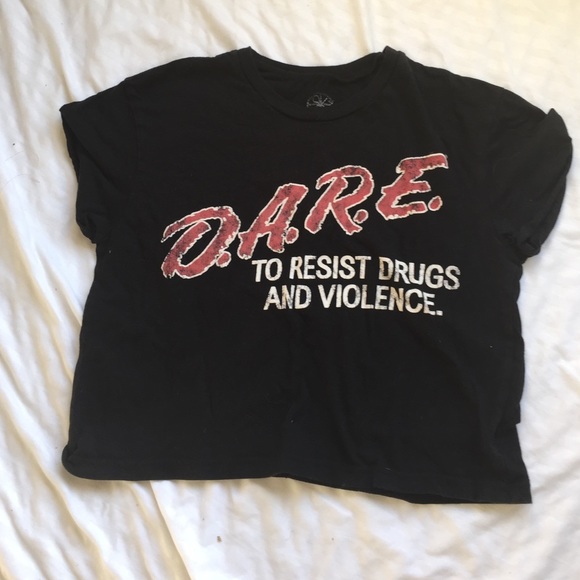 D.A.R.E.
TO RESIST DRUGS
AND VIOLENCE.